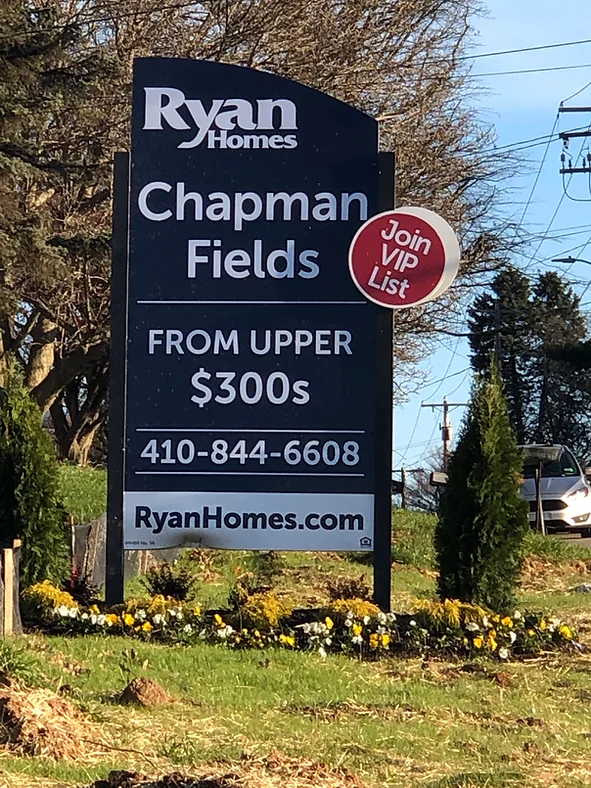 Ryan
Homes
Chapman
Fields
Join
VIP
List
FROM UPPER
$300s
410-844-6608
RyanHomes.com